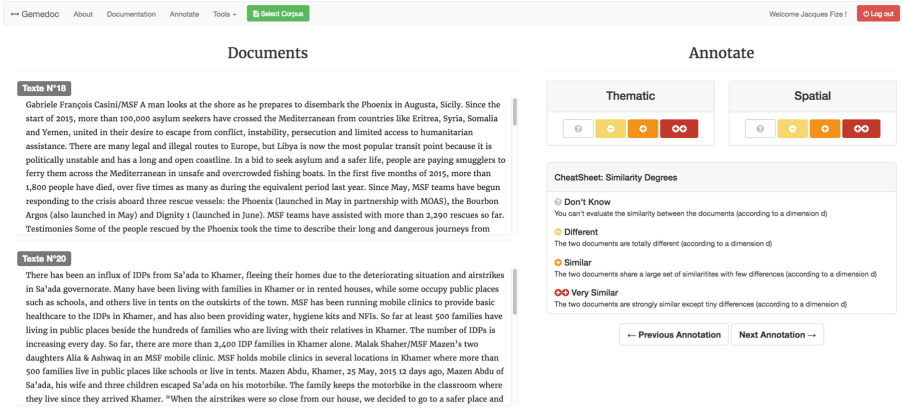 Gemedoc About Documentation Annotate Tools Select Corpus Welcome Jacques Fize ! Log out
Documents
Texte N°18
Gabriele François Casini/MSF A man looks at the shore as he prepares to disembark the Phoenix in Augusta, Sicily. Since the
start of 2015, more than 100,000 asylum seekers have crossed the Mediterranean from countries like Eritrea, Syria, Somalia
and Yemen, united in their desire to escape from conflict, instability, persecution and limited access to humanitarian
assistance. There are many legal and illegal routes to Europe, but Libya is now the most popular transit point because it is
politically unstable and has a long and open coastline. In a bid to seek asylum and a safer life, people are paying smugglers to
ferry them across the Mediterranean in unsafe and overcrowded fishing boats. In the first five months of 2015, more than
1,800 people have died, over five times as many as during the equivalent period last year. Since May, MSF teams have begun
responding to the crisis aboard three rescue vessels: the Phoenix (launched in May in partnership with MOAS), the Bourbon
Argos (also launched in May) and Dignity 1 (launched in June). MSF teams have assisted with more than 2,290 rescues so far.
Testimonies Some of the people rescued by the Phoenix took the time to describe their long and dangerous journeys from
Texte N°20
There has been an influx of IDPs from Sa'ada to Khamer, fleeing their homes due to the deteriorating situation and airstrikes
in Sa'ada governorate. Many have been living with families in Khamer or in rented houses, while some occupy public places
such as schools, and others live in tents on the outskirts of the town. MSF has been running mobile clinics to provide basic
healthcare to the IDPs in Khamer, and has also been providing water, hygiene kits and NFIs. So far at least 500 families have
living in public places beside the hundreds of families who are living with their relatives in Khamer. The number of IDPs is
increasing every day. So far, there are more than 2,400 IDP families in Khamer alone. Malak Shaher/MSF Mazen's two
daughters Alia & Ashwaq in an MSF mobile clinic. MSF holds mobile clinics in several locations in Khamer where more than
500 families live in public places like schools or live in tents. Mazen Abdu, Khamer, 25 May, 2015 12 days ago, Mazen Abdu of
Sa'ada, his wife and three children escaped Sa'ada on his motorbike. The family keeps the motorbike in the classroom where
they live since they arrived Khamer. "When the airstrikes were so close from our house, we decided to go to a safer place and
Annotate
Thematic
Spatial
CheatSheet: Similarity Degrees
Don't Know
You can't evaluate the similarity between the documents (according to a dimension d)
Different
The two documents are totally different (according to a dimension d)
Similar
The two documents share a large set of similaritites with few differences (according to a dimension d)
Very Similar
The two documents are strongly similar except tiny differences (according to a dimension d)
← Previous Annotation Next Annotation →